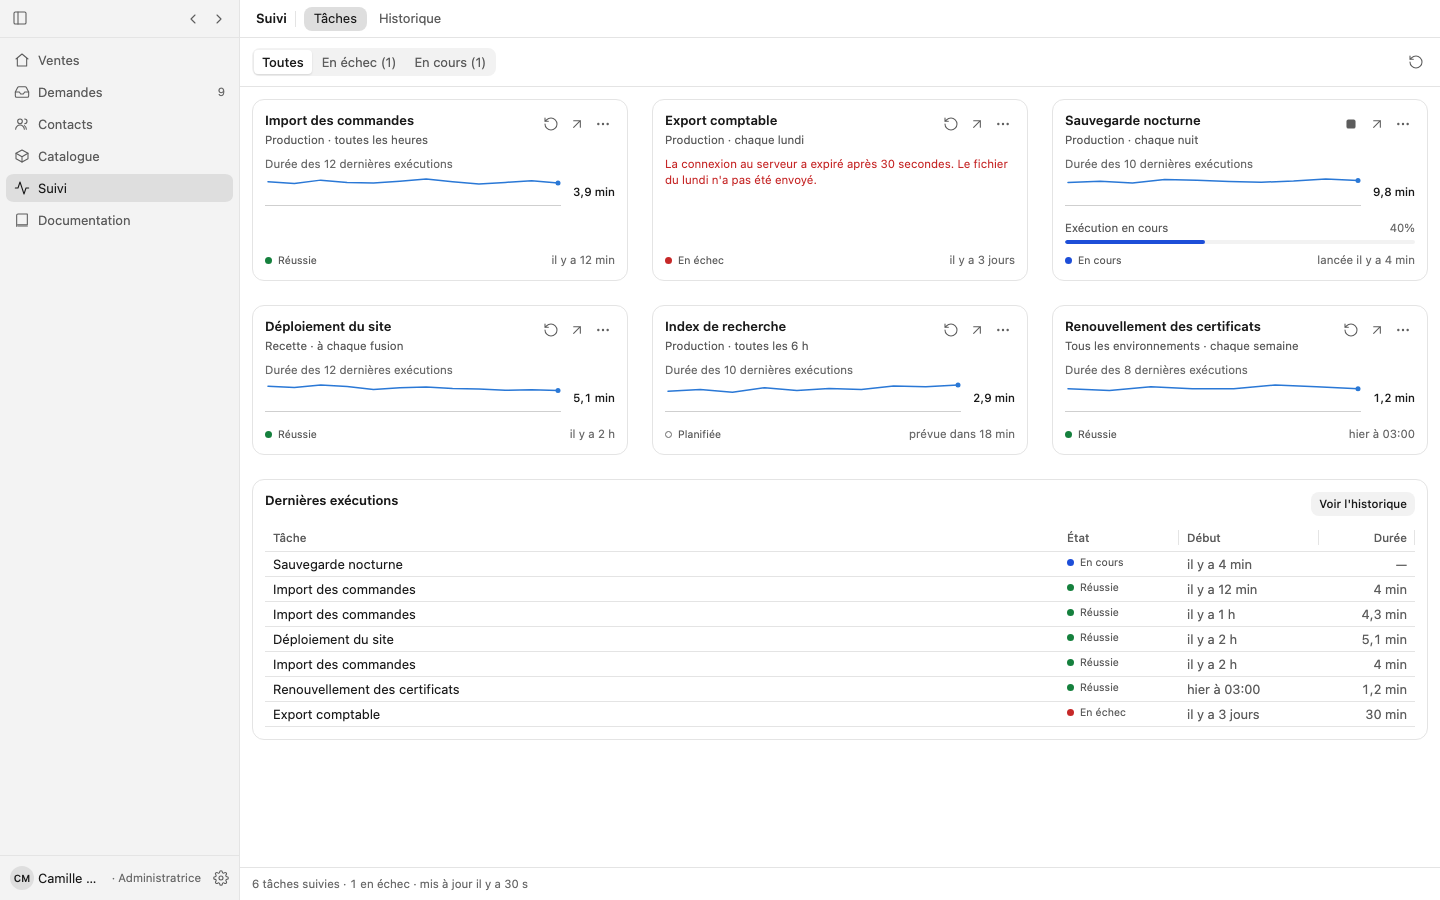 Ventes
Demandes 9
Contacts
Catalogue
Suivi
Documentation
CM Camille ... · Administratrice
Suivi Tâches Historique
Toutes En échec (1) En cours (1)
Import des commandes
Production · toutes les heures
Durée des 12 dernières exécutions
3,9 min
Réussie il y a 12 min
Export comptable
Production · chaque lundi
La connexion au serveur a expiré après 30 secondes. Le fichier
du lundi n'a pas été envoyé.
En échec il y a 3 jours
Sauvegarde nocturne
Production · chaque nuit
Durée des 10 dernières exécutions
9,8 min
Exécution en cours 40%
En cours lancée il y a 4 min
Déploiement du site
Recette · à chaque fusion
Durée des 12 dernières exécutions
5,1 min
Réussie il y a 2 h
Index de recherche
Production · toutes les 6 h
Durée des 10 dernières exécutions
2,9 min
Planifiée prévue dans 18 min
Renouvellement des certificats
Tous les environnements · chaque semaine
Durée des 8 dernières exécutions
1,2 min
Réussie hier à 03:00
Dernières exécutions Voir l'historique
Tâche État Début Durée
Sauvegarde nocturne En cours il y a 4 min —
Import des commandes Réussie il y a 12 min 4 min
Import des commandes Réussie il y a 1 h 4,3 min
Déploiement du site Réussie il y a 2 h 5,1 min
Import des commandes Réussie il y a 2 h 4 min
Renouvellement des certificats Réussie hier à 03:00 1,2 min
Export comptable En échec il y a 3 jours 30 min
6 tâches suivies · 1 en échec · mis à jour il y a 30 s